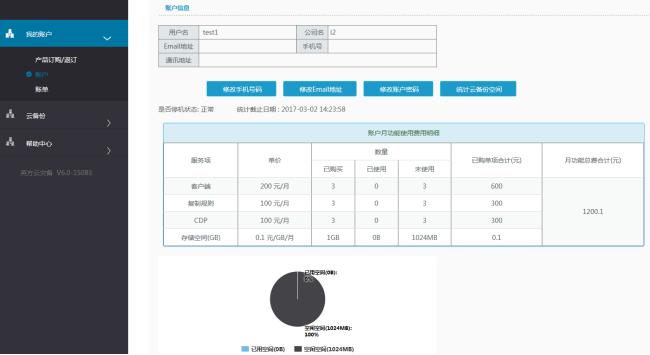 账户信息
我的账户
产品订购/退订
账户
账单
云备份
帮助中心
英方云灾备 V6.0-15083
用户名 test1 公司名 i2
Email地址 手机号
通讯地址
修改手机号码 修改Email地址 修改账户密码 统计云备份空间
是否停机状态: 正常 统计截止日期 : 2017-03-02 14:23:58
账户月功能使用费用明细
服务项 单价 数量 已购单项合计(元) 月功能总费合计(元)
已购买 已使用 未使用
客户端 200 元/月 3 0 3 600
复制规则 100 元/月 3 0 3 300
CDP 100 元/月 3 0 3 300
存储空间(GB) 0.1 元/GB/月 1GB 0B 1024MB 0.1
1200.1
已用空间(0B):
0%
空闲空间(1024MB):
100%
已用空间(0B) 空闲空间(1024MB)